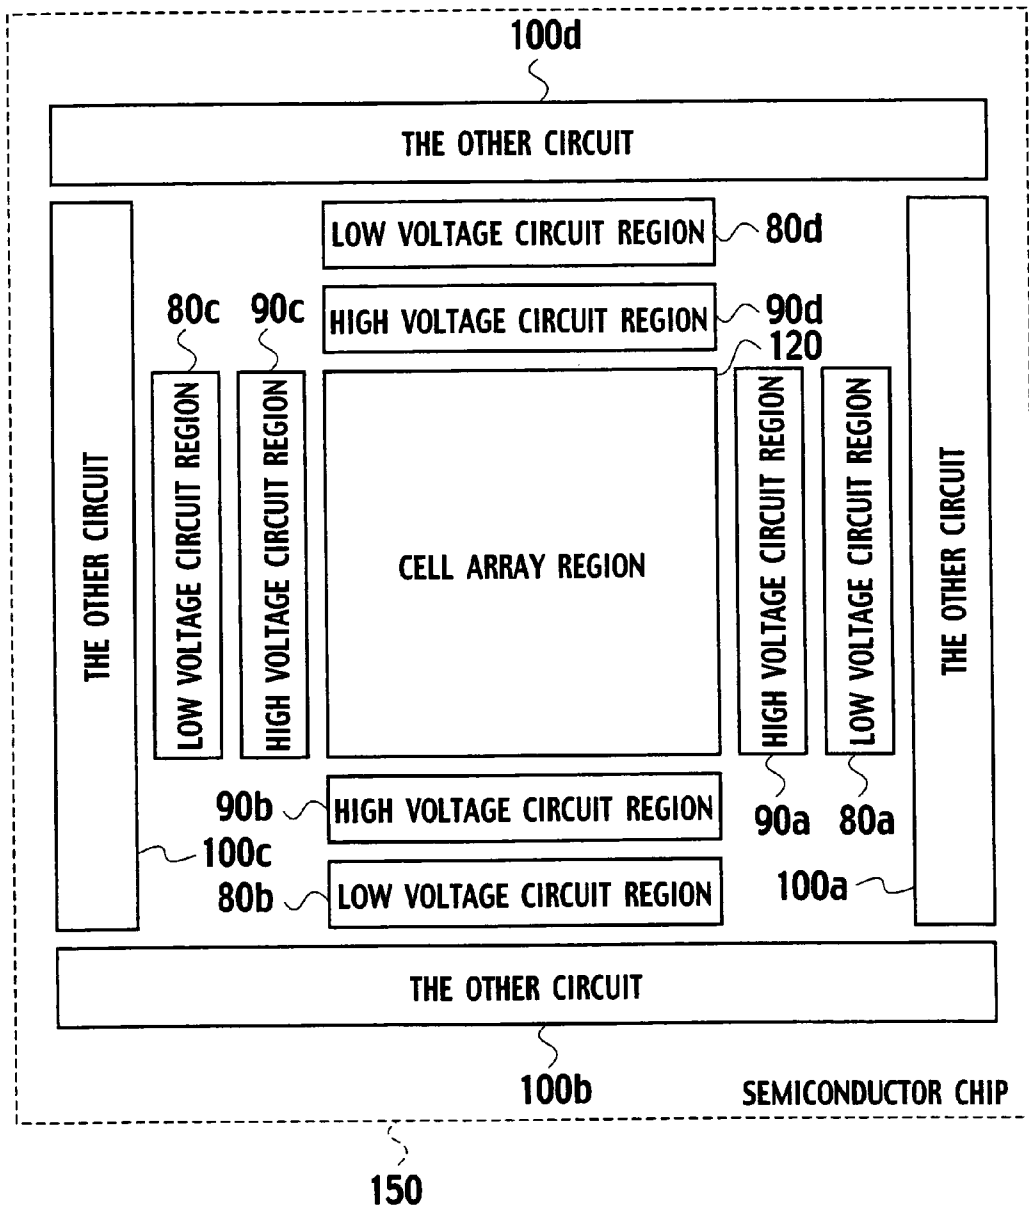 100d
THE OTHER CIRCUIT
LOW VOLTAGE CIRCUIT REGION
80d
HIGH VOLTAGE CIRCUIT REGION
90d
80c
90c
120
THE OTHER CIRCUIT
LOW VOLTAGE CIRCUIT REGION
HIGH VOLTAGE CIRCUIT REGION
CELL ARRAY REGION
HIGH VOLTAGE CIRCUIT REGION
LOW VOLTAGE CIRCUIT REGION
THE OTHER CIRCUIT
90b
HIGH VOLTAGE CIRCUIT REGION
90a
80a
100c
80b
LOW VOLTAGE CIRCUIT REGION
100a
THE OTHER CIRCUIT
100b
SEMICONDUCTOR CHIP
150